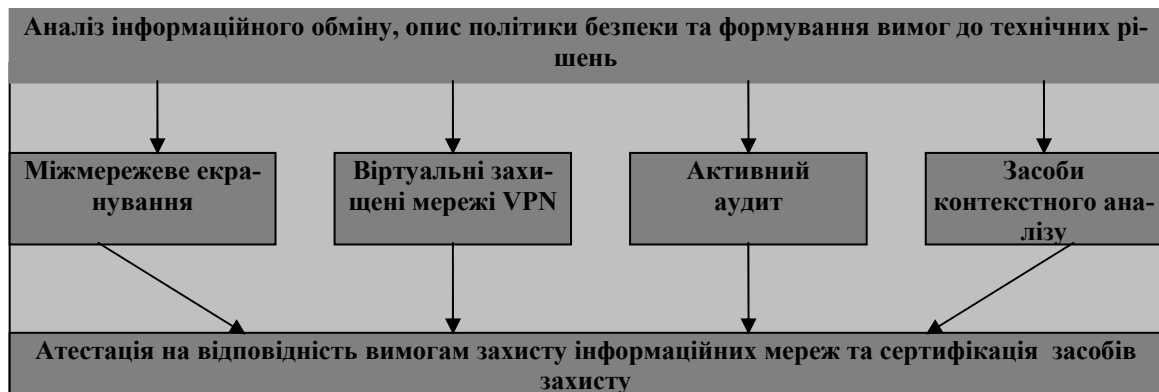 Аналіз інформаційного обміну, опис політики безпеки та формування вимог до технічних рі-
шень
Міжмережеве екра-
нування
Віртуальні захи-
щені мережі VPN
Активний
аудит
Засоби
контекстного ана-
лізу
Атестація на відповідність вимогам захисту інформаційних мереж та сертифікація засобів
захисту